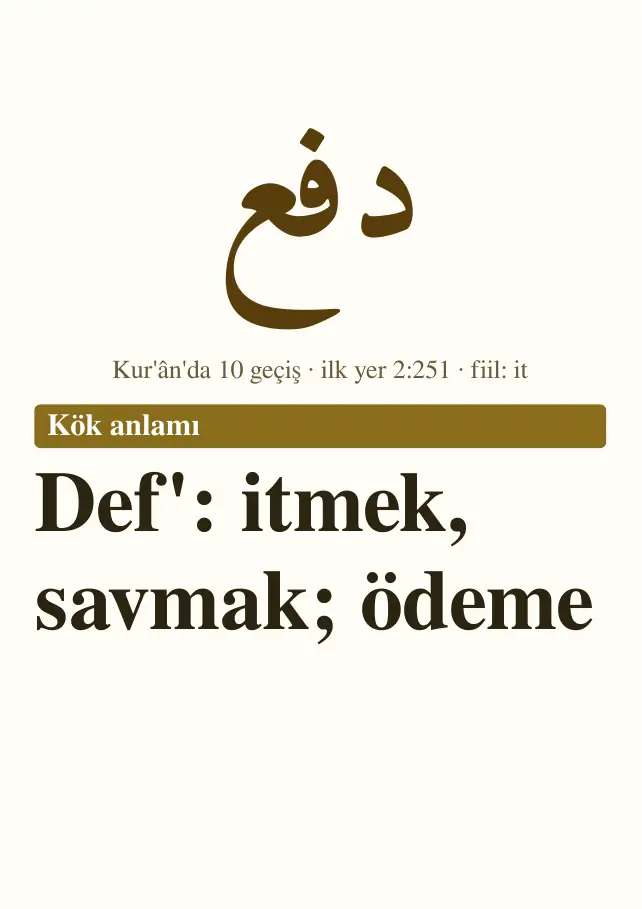 دفع
Kur'ân'da 10 geçiş · ilk yer 2:251 · fiil: it
Kök anlamı
Def': itmek,
savmak; ödeme